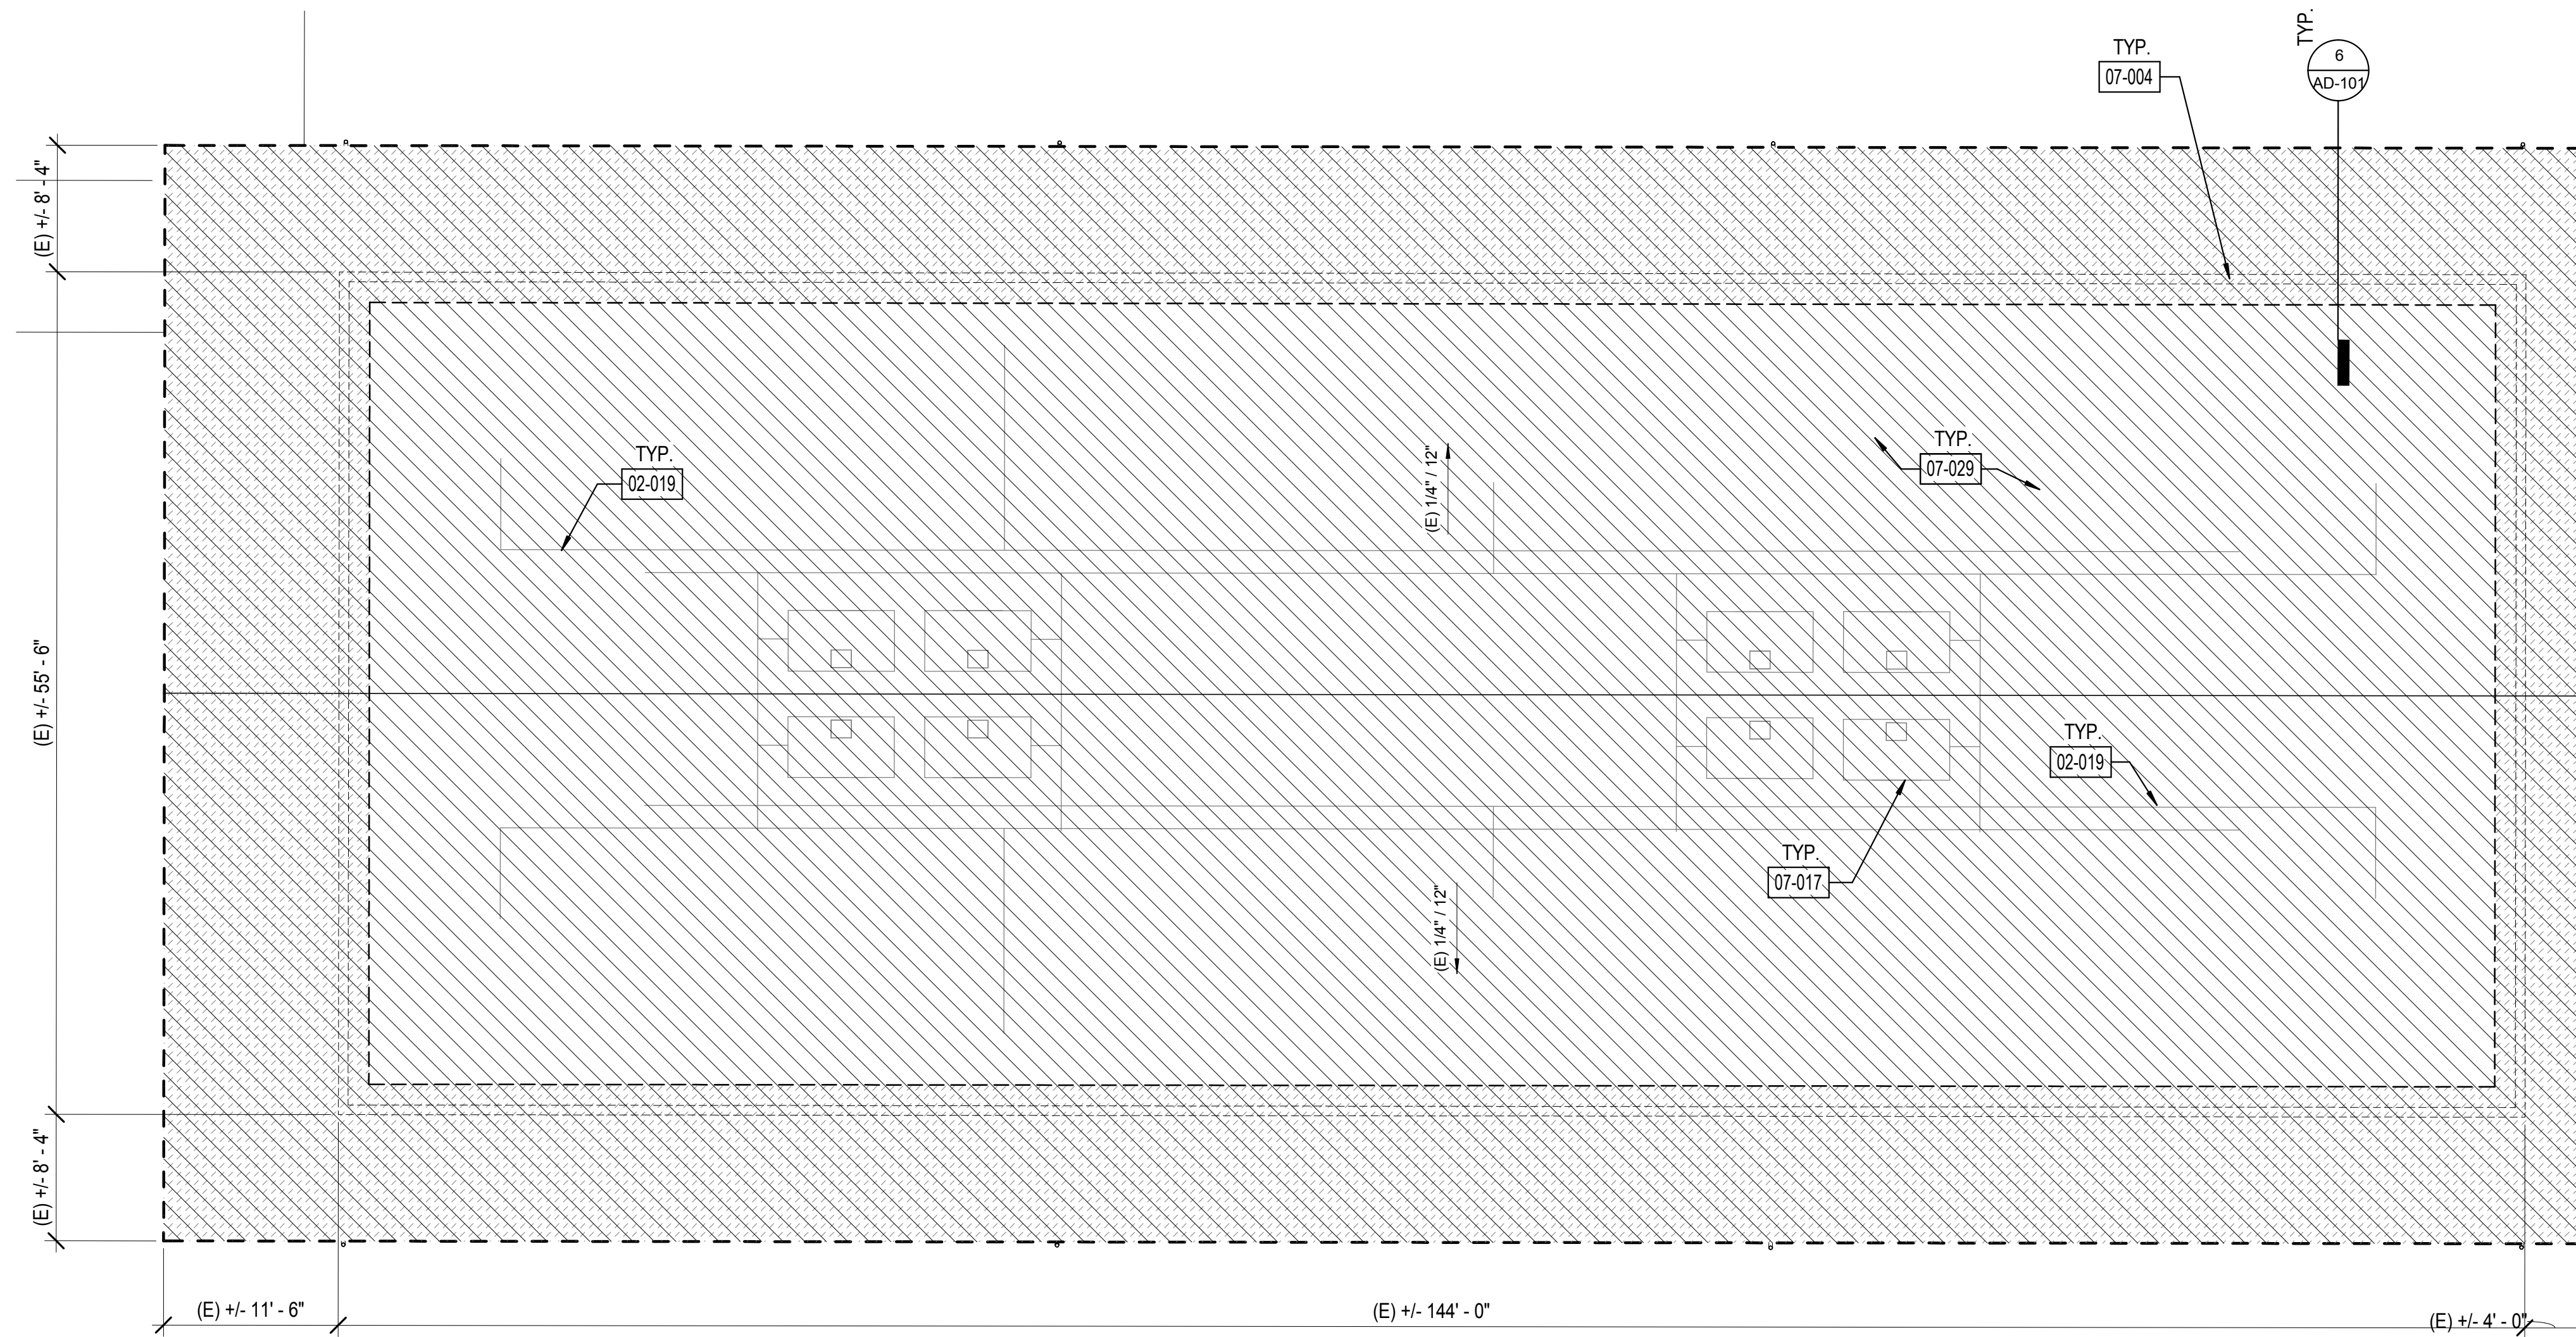 TYP.
07-004
TYP.
6
AD-101
(E) +/- 8' - 4"
TYP.
02-019
(E) 1/4" / 12"
TYP.
07-029
(E) +/- 55' - 6"
TYP.
02-019
TYP.
07-017
(E) 1/4" / 12"
(E) +/- 8' - 4"
(E) +/- 11' - 6"
(E) +/- 144' - 0"
(E) +/- 4' - 0"